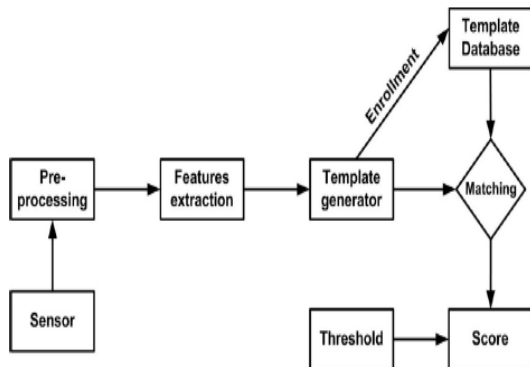 Template
Database
Enrollment
Pre-
processing
Features
extraction
Template
generator
Matching
Sensor
Threshold
Score